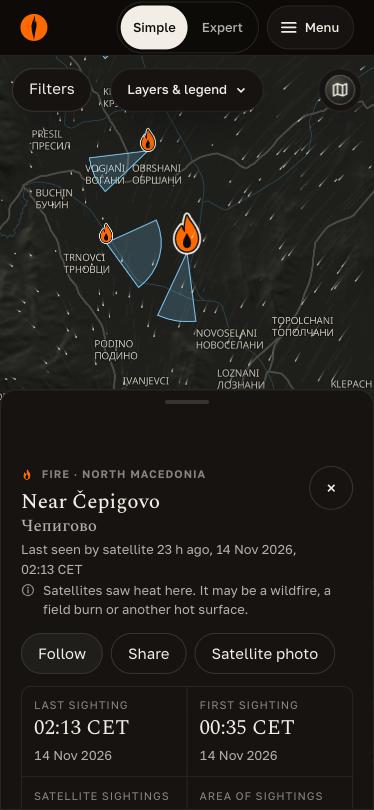 Simple
Expert
Menu
Filters
Layers & legend
PRESIL
ПРЕСИЛ
VOGJANI
ВОЃАНИ
OBRSHANI
ОБРШАНИ
BUCHIN
БУЧИН
TRNOVCI
ТРНОВЦИ
TOPOLCHANI
ТОПОЛЧАНИ
NOVOSELANI
НОВОСЕЛАНИ
PODINO
ПОДИНО
LOZNANI
ЛОЗНАНИ
IVANJEVCI
KLEPACH
FIRE · NORTH MACEDONIA
Near Čepigovo
Чепигово
Last seen by satellite 23 h ago, 14 Nov 2026,
02:13 CET
Satellites saw heat here. It may be a wildfire, a
field burn or another hot surface.
Follow
Share
Satellite photo
LAST SIGHTING
02:13 CET
14 Nov 2026
FIRST SIGHTING
00:35 CET
14 Nov 2026
SATELLITE SIGHTINGS
AREA OF SIGHTINGS